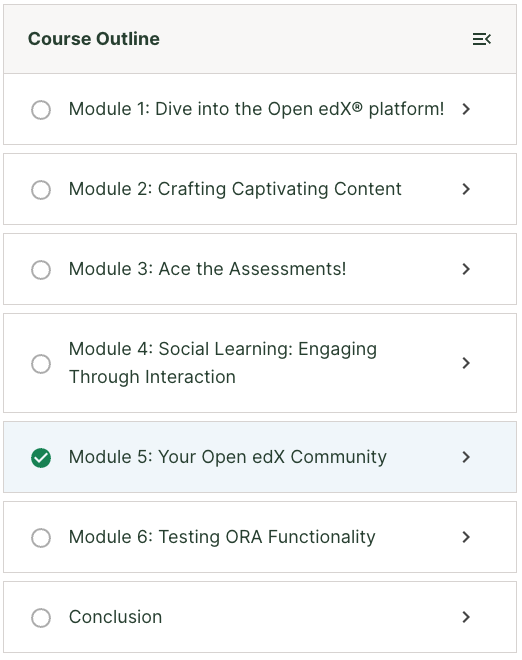 Course Outline
Module 1: Dive into the Open edX® platform!
Module 2: Crafting Captivating Content
Module 3: Ace the Assessments!
Module 4: Social Learning: Engaging
Through Interaction
Module 5: Your Open edX Community
Module 6: Testing ORA Functionality
Conclusion